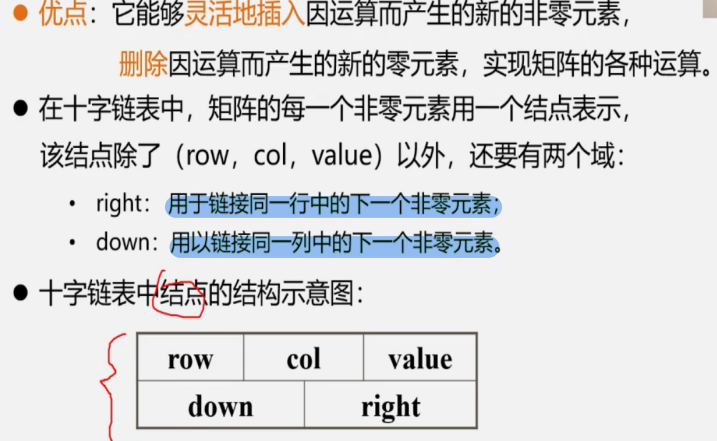 ● 优点：它能够灵活地插入因运算而产生的新的非零元素，
删除因运算而产生的新的零元素，实现矩阵的各种运算。
● 在十字链表中，矩阵的每一个非零元素用一个结点表示，
该结点除了（row，col，value）以外，还要有两个域：
• right：用于链接同一行中的下一个非零元素；
• down：用以链接同一列中的下一个非零元素。
● 十字链表中结点的结构示意图：
row col value
down right